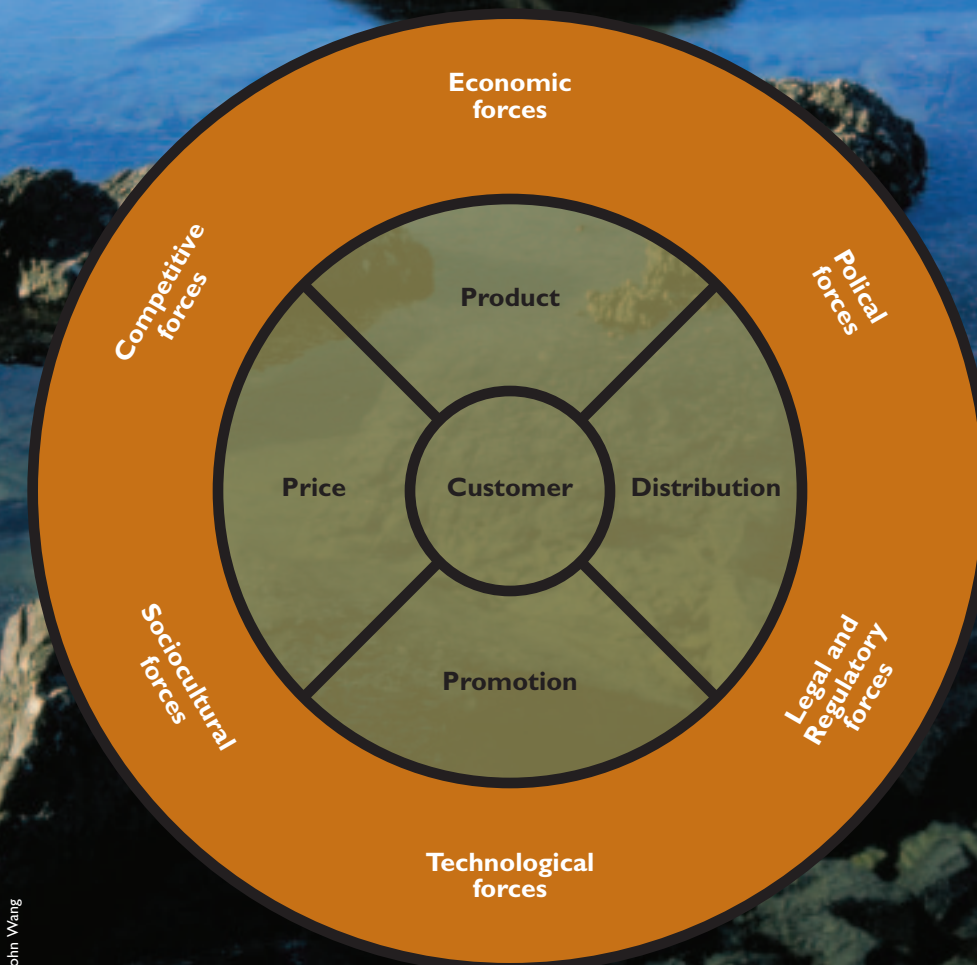 Economic
forces
Competitive
forces
Polical
forces
Product
Price
Customer
Distribution
Promotion
Sociocultural
forces
Legal and
Regulatory
forces
Technological
forces
ohn Wang